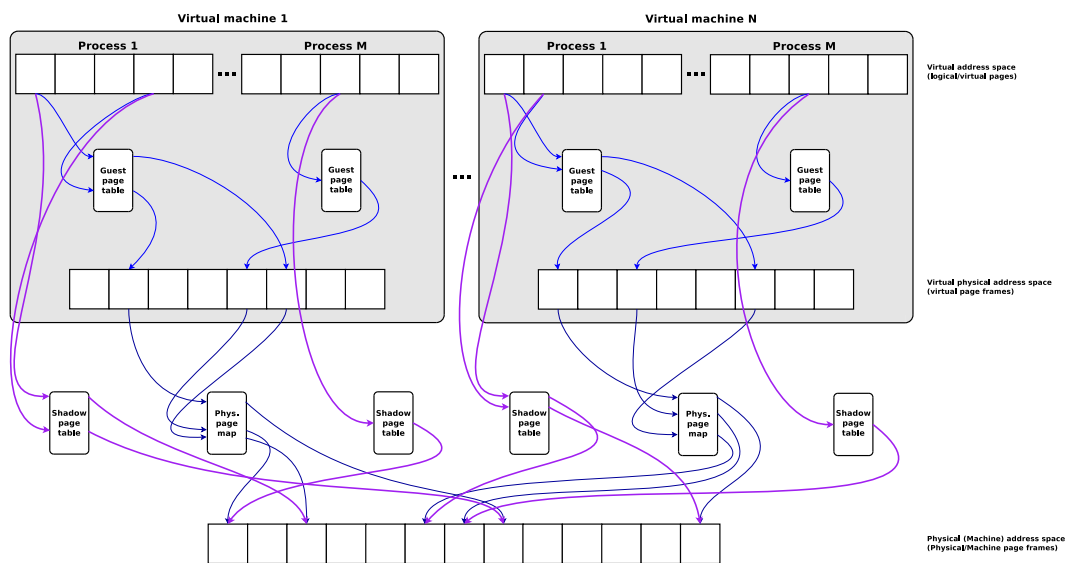 Virtual machine 1
Virtual machine N
Process 1
Process M
Process 1
Process M
Virtual address space
(logical/virtual pages)
Guest
page
table
Guest
page
table
Guest
page
table
Guest
page
table
Virtual physical address space
(virtual page frames)
Shadow
page
table
Phys.
page
map
Shadow
page
table
Shadow
page
table
Phys.
page
map
Shadow
page
table
Physical (Machine) address space
(Physical/Machine page frames)